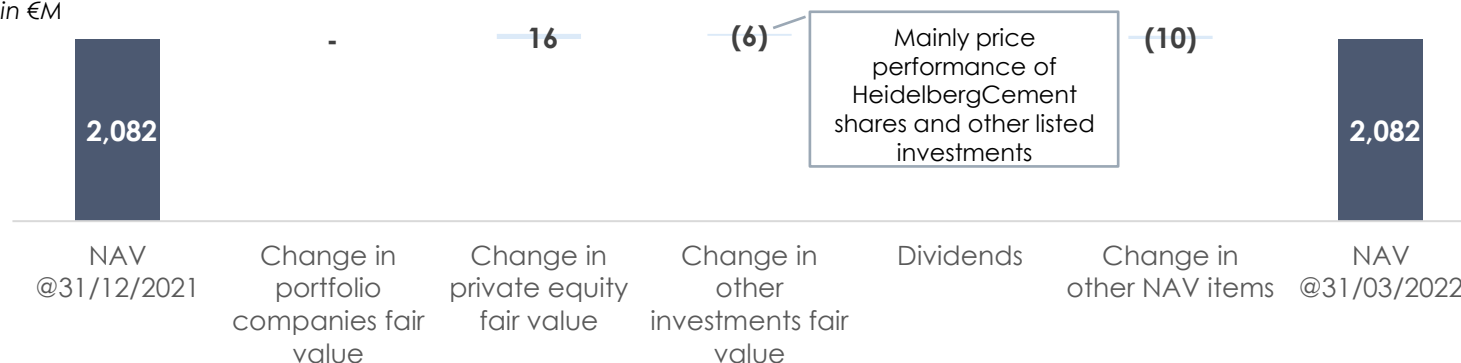 in €M
2,082
-
16
(6)
Mainly price
performance of
HeidelbergCement
shares and other listed
investments
(10)
2,082
NAV
@31/12/2021
Change in
portfolio
companies fair
value
Change in
private equity
fair value
Change in
other
investments fair
value
Dividends
Change in
other NAV items
NAV
@31/03/2022